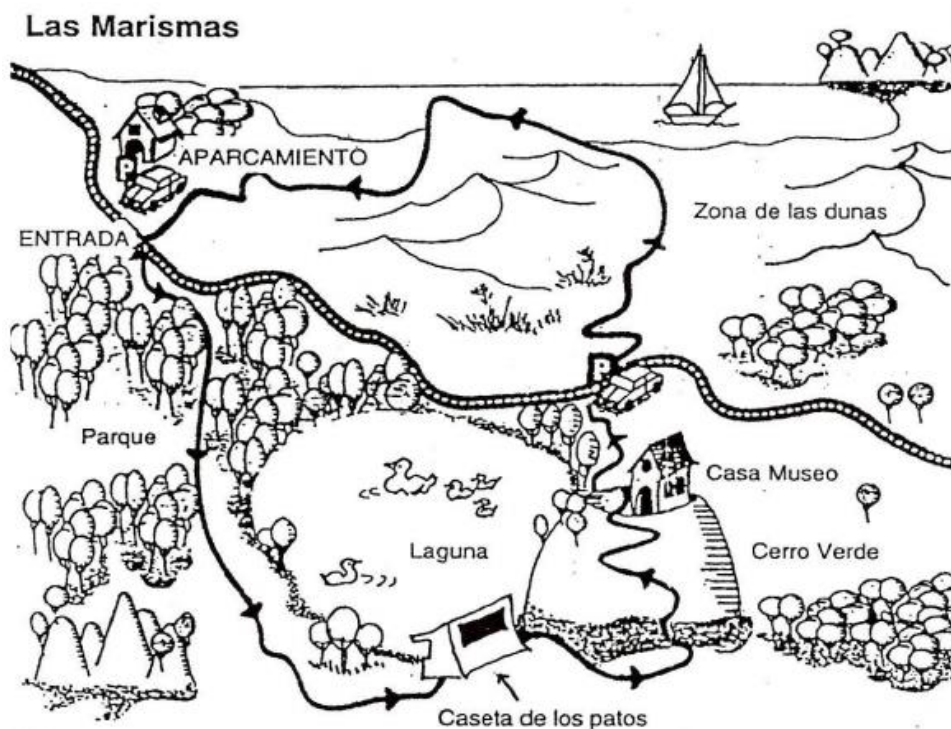 Las Marismas
P
APARCAMIENTO
ENTRADA
Zona de las dunas
P
Parque
Casa Museo
Laguna
Cerro Verde
Caseta de los patos